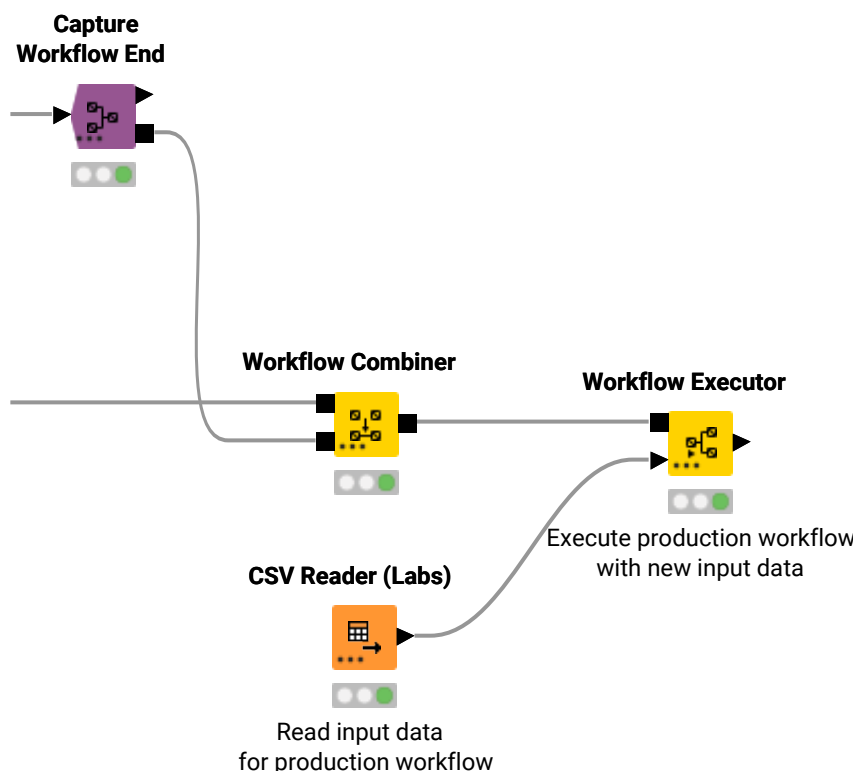 Capture
Workflow End
Workflow Combiner
Workflow Executor
Execute production workflow
with new input data
CSV Reader (Labs)
Read input data
for production workflow